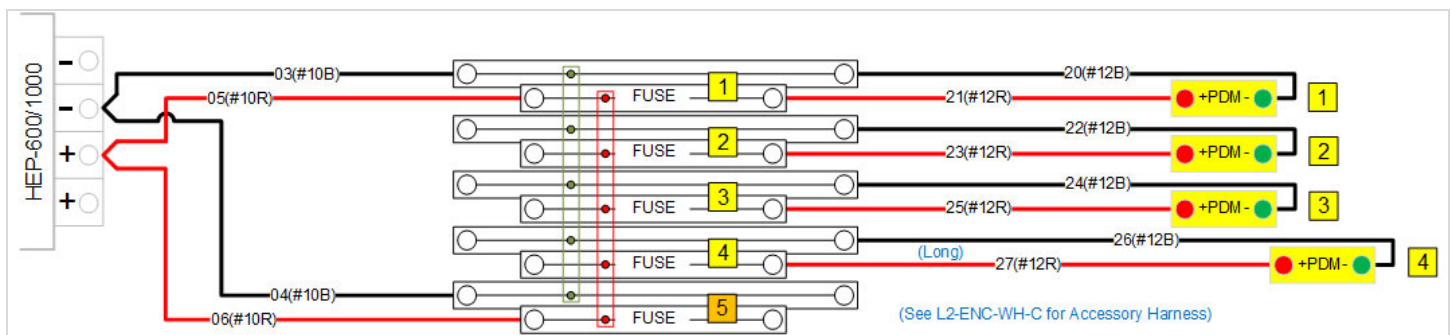 HEP-600/1000
-
-
+
+
03(#10B)
20(#12B)
05(#10R)
FUSE
1
21(#12R)
+PDM-
1
22(#12B)
FUSE
2
23(#12R)
+PDM-
2
24(#12B)
FUSE
3
25(#12R)
+PDM-
3
26(#12B)
FUSE
4
(Long)
27(#12R)
+PDM-
4
04(#10B)
06(#10R)
FUSE
5
(See L2-ENC-WH-C for Accessory Harness)